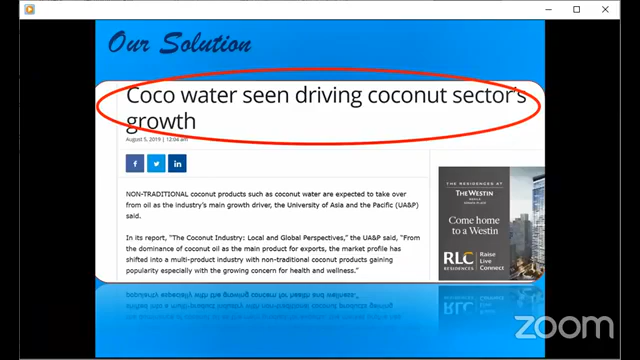 Our Solution
Coco water seen driving coconut sector's
growth
August 5, 2019 | 12:04 am
NON-TRADITIONAL coconut products such as coconut water are expected to take over
from oil as the industry's main growth driver, the University of Asia and the Pacific (UA&P)
said.
In its report, "The Coconut Industry: Local and Global Perspectives," the UA&P said, "From
the dominance of coconut oil as the main product for exports, the market profile has
shifted into a multi-product industry with non-traditional coconut products gaining
popularity especially with the growing concern for health and wellness."
THE RESIDENCES AT
THE WESTIN
MANILA
Come home
to a Westin
RLC
RESIDENCES
Raise
Live
Connect
zoom